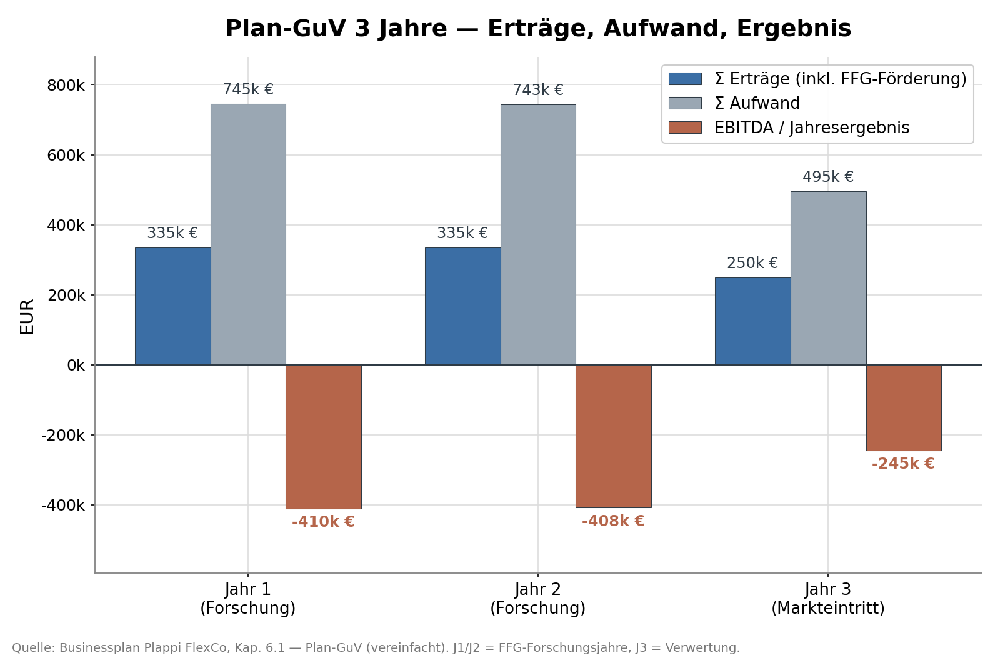 Plan-GuV 3 Jahre — Erträge, Aufwand, Ergebnis
Σ Erträge (inkl. FFG-Förderung)
Σ Aufwand
EBITDA / Jahresergebnis
EUR
800k
600k
400k
200k
0k
-200k
-400k
335k €
745k €
-410k €
335k €
743k €
-408k €
250k €
495k €
-245k €
Jahr 1
(Forschung)
Jahr 2
(Forschung)
Jahr 3
(Markteintritt)
Quelle: Businessplan Plappi FlexCo, Kap. 6.1 — Plan-GuV (vereinfacht). J1/J2 = FFG-Forschungsjahre, J3 = Verwertung.